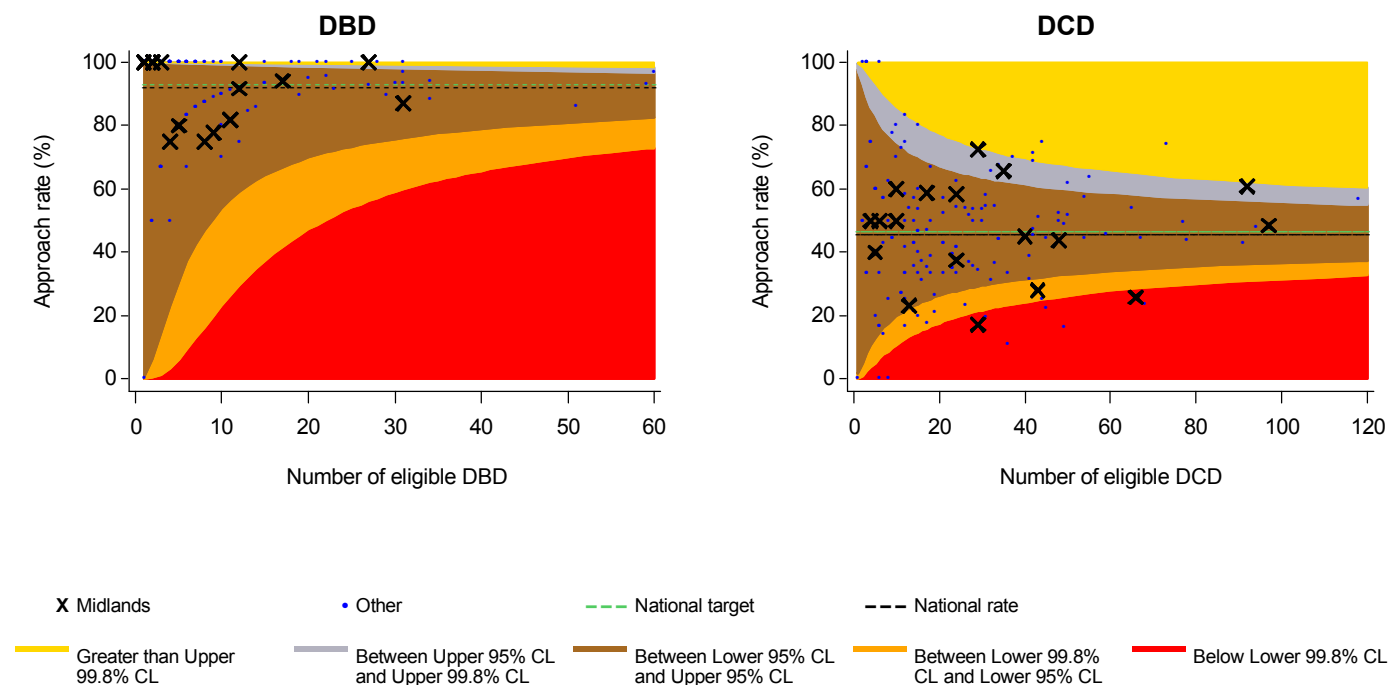 DBD
DCD
100
80
60
40
20
0
Approach rate (%)
0 10 20 30 40 50 60
Number of eligible DBD
100
80
60
40
20
0
Approach rate (%)
0 20 40 60 80 100 120
Number of eligible DCD
X Midlands
Other
National target
National rate
Greater than Upper
99.8% CL
Between Upper 95% CL
and Upper 99.8% CL
Between Lower 95% CL
and Upper 95% CL
Between Lower 99.8%
CL and Lower 95% CL
Below Lower 99.8% CL